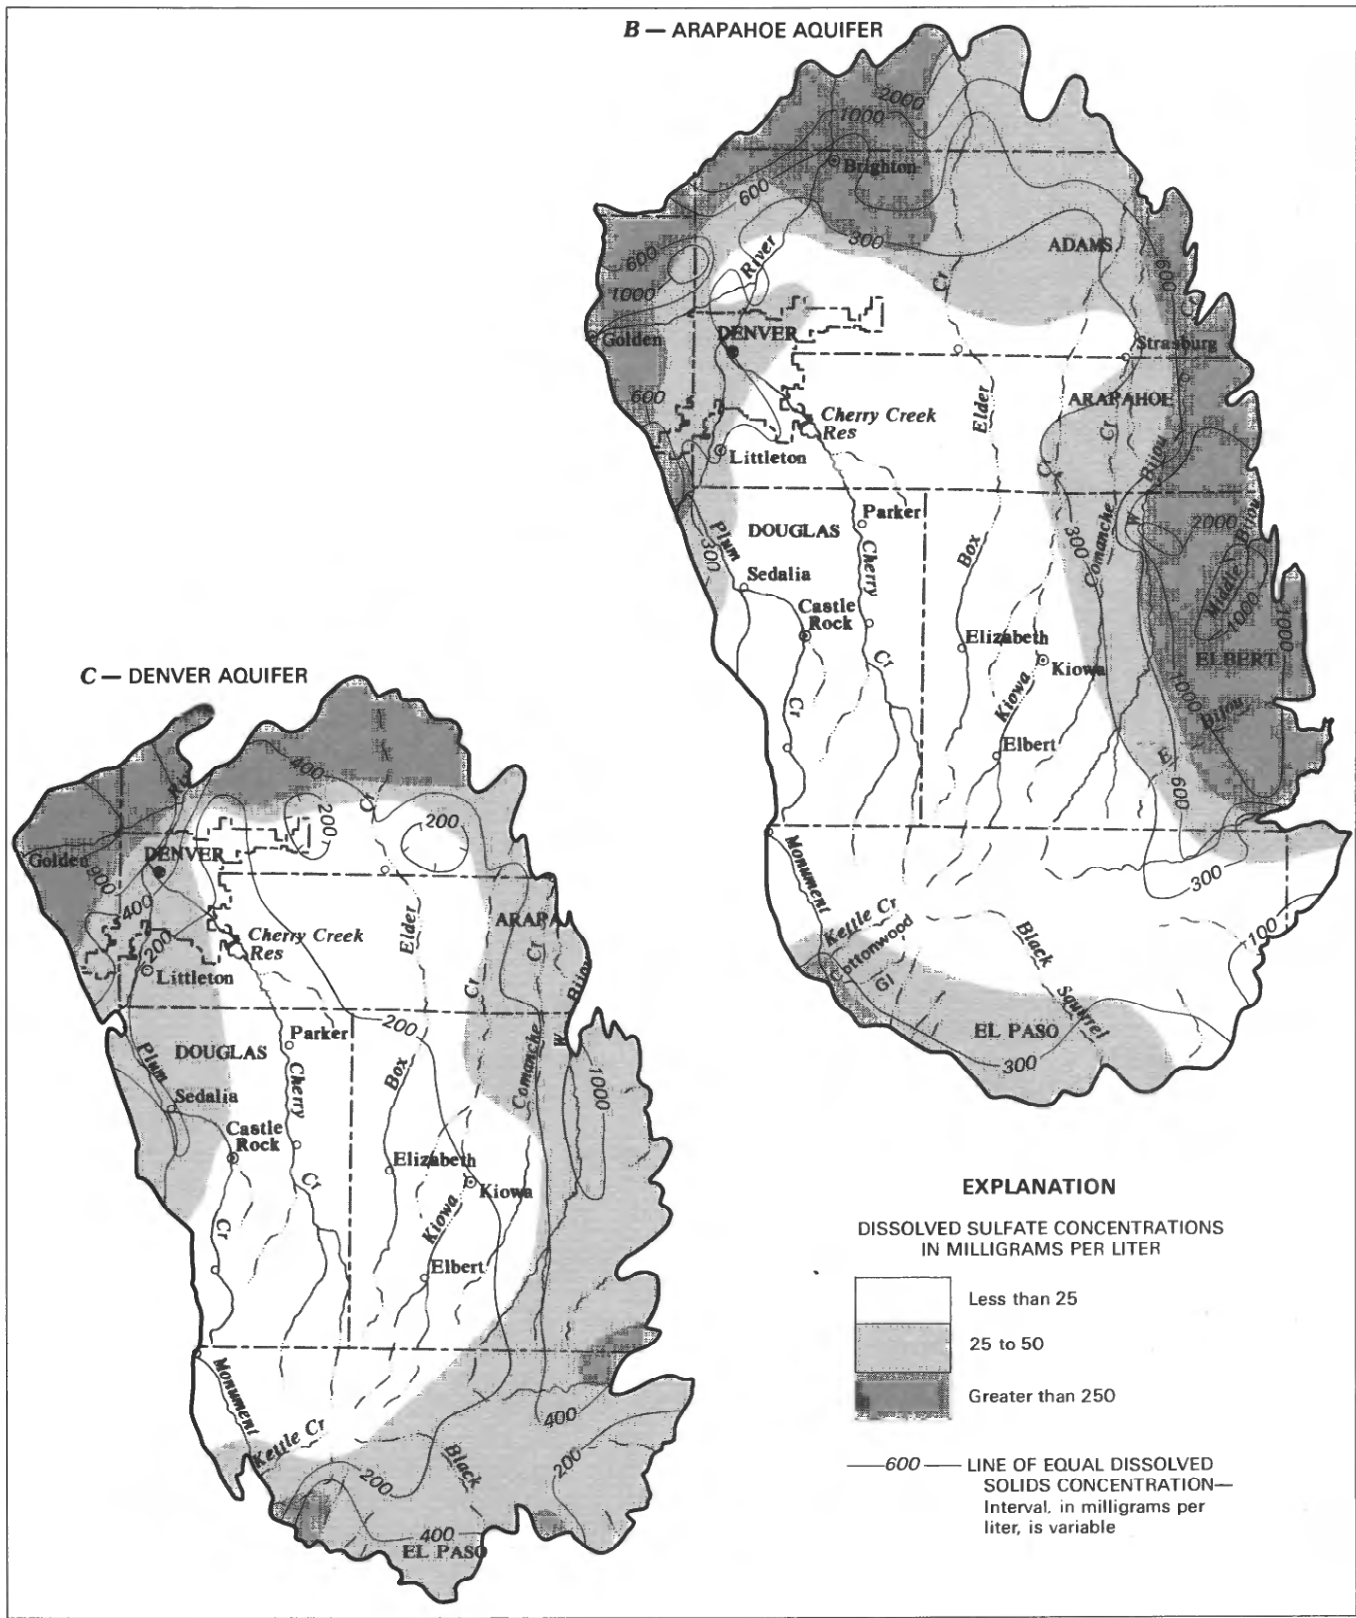 B — ARAPAHOE AQUIFER
2000
1000
Brighton
600
300
ADAMS
River
Cr
600
600
1000
Cr
Golden
DENVER
Strasburg
600
Elder
ARAPAHOE
Cherry Creek
Res
Cr
Littleton
Cr
Bijou
Parker
DOUGLAS
Plum
300
Cherry
Box
300
Comanche
W
2000
Bijou
Middle
Sedalia
Castle
Rock
1000
1000
Elizabeth
Cr
Kiowa
ELBERT
Kiowa
1000
Bijou
Cr
Elbert
600
Monument
300
Kettle Cr
Cottonwood
Black
100
Gl
Squirrel
EL PASO
300
C — DENVER AQUIFER
400
Cr
200
200
Golden
DENVER
900
400
Elder
ARAPA
200
Cherry Creek
Res
Cr
Littleton
Cr
Bijou
200
Parker
DOUGLAS
W
Plum
Cherry
Box
Comanche
1000
Sedalia
Castle
Rock
Elizabeth
Cr
Kiowa
Kiowa
Cr
Elbert
Monument
400
Kettle Cr
Black
200
200
400
EL PASO
EXPLANATION
DISSOLVED SULFATE CONCENTRATIONS
IN MILLIGRAMS PER LITER
Less than 25
25 to 50
Greater than 250
600
LINE OF EQUAL DISSOLVED
SOLIDS CONCENTRATION—
Interval, in milligrams per
liter, is variable